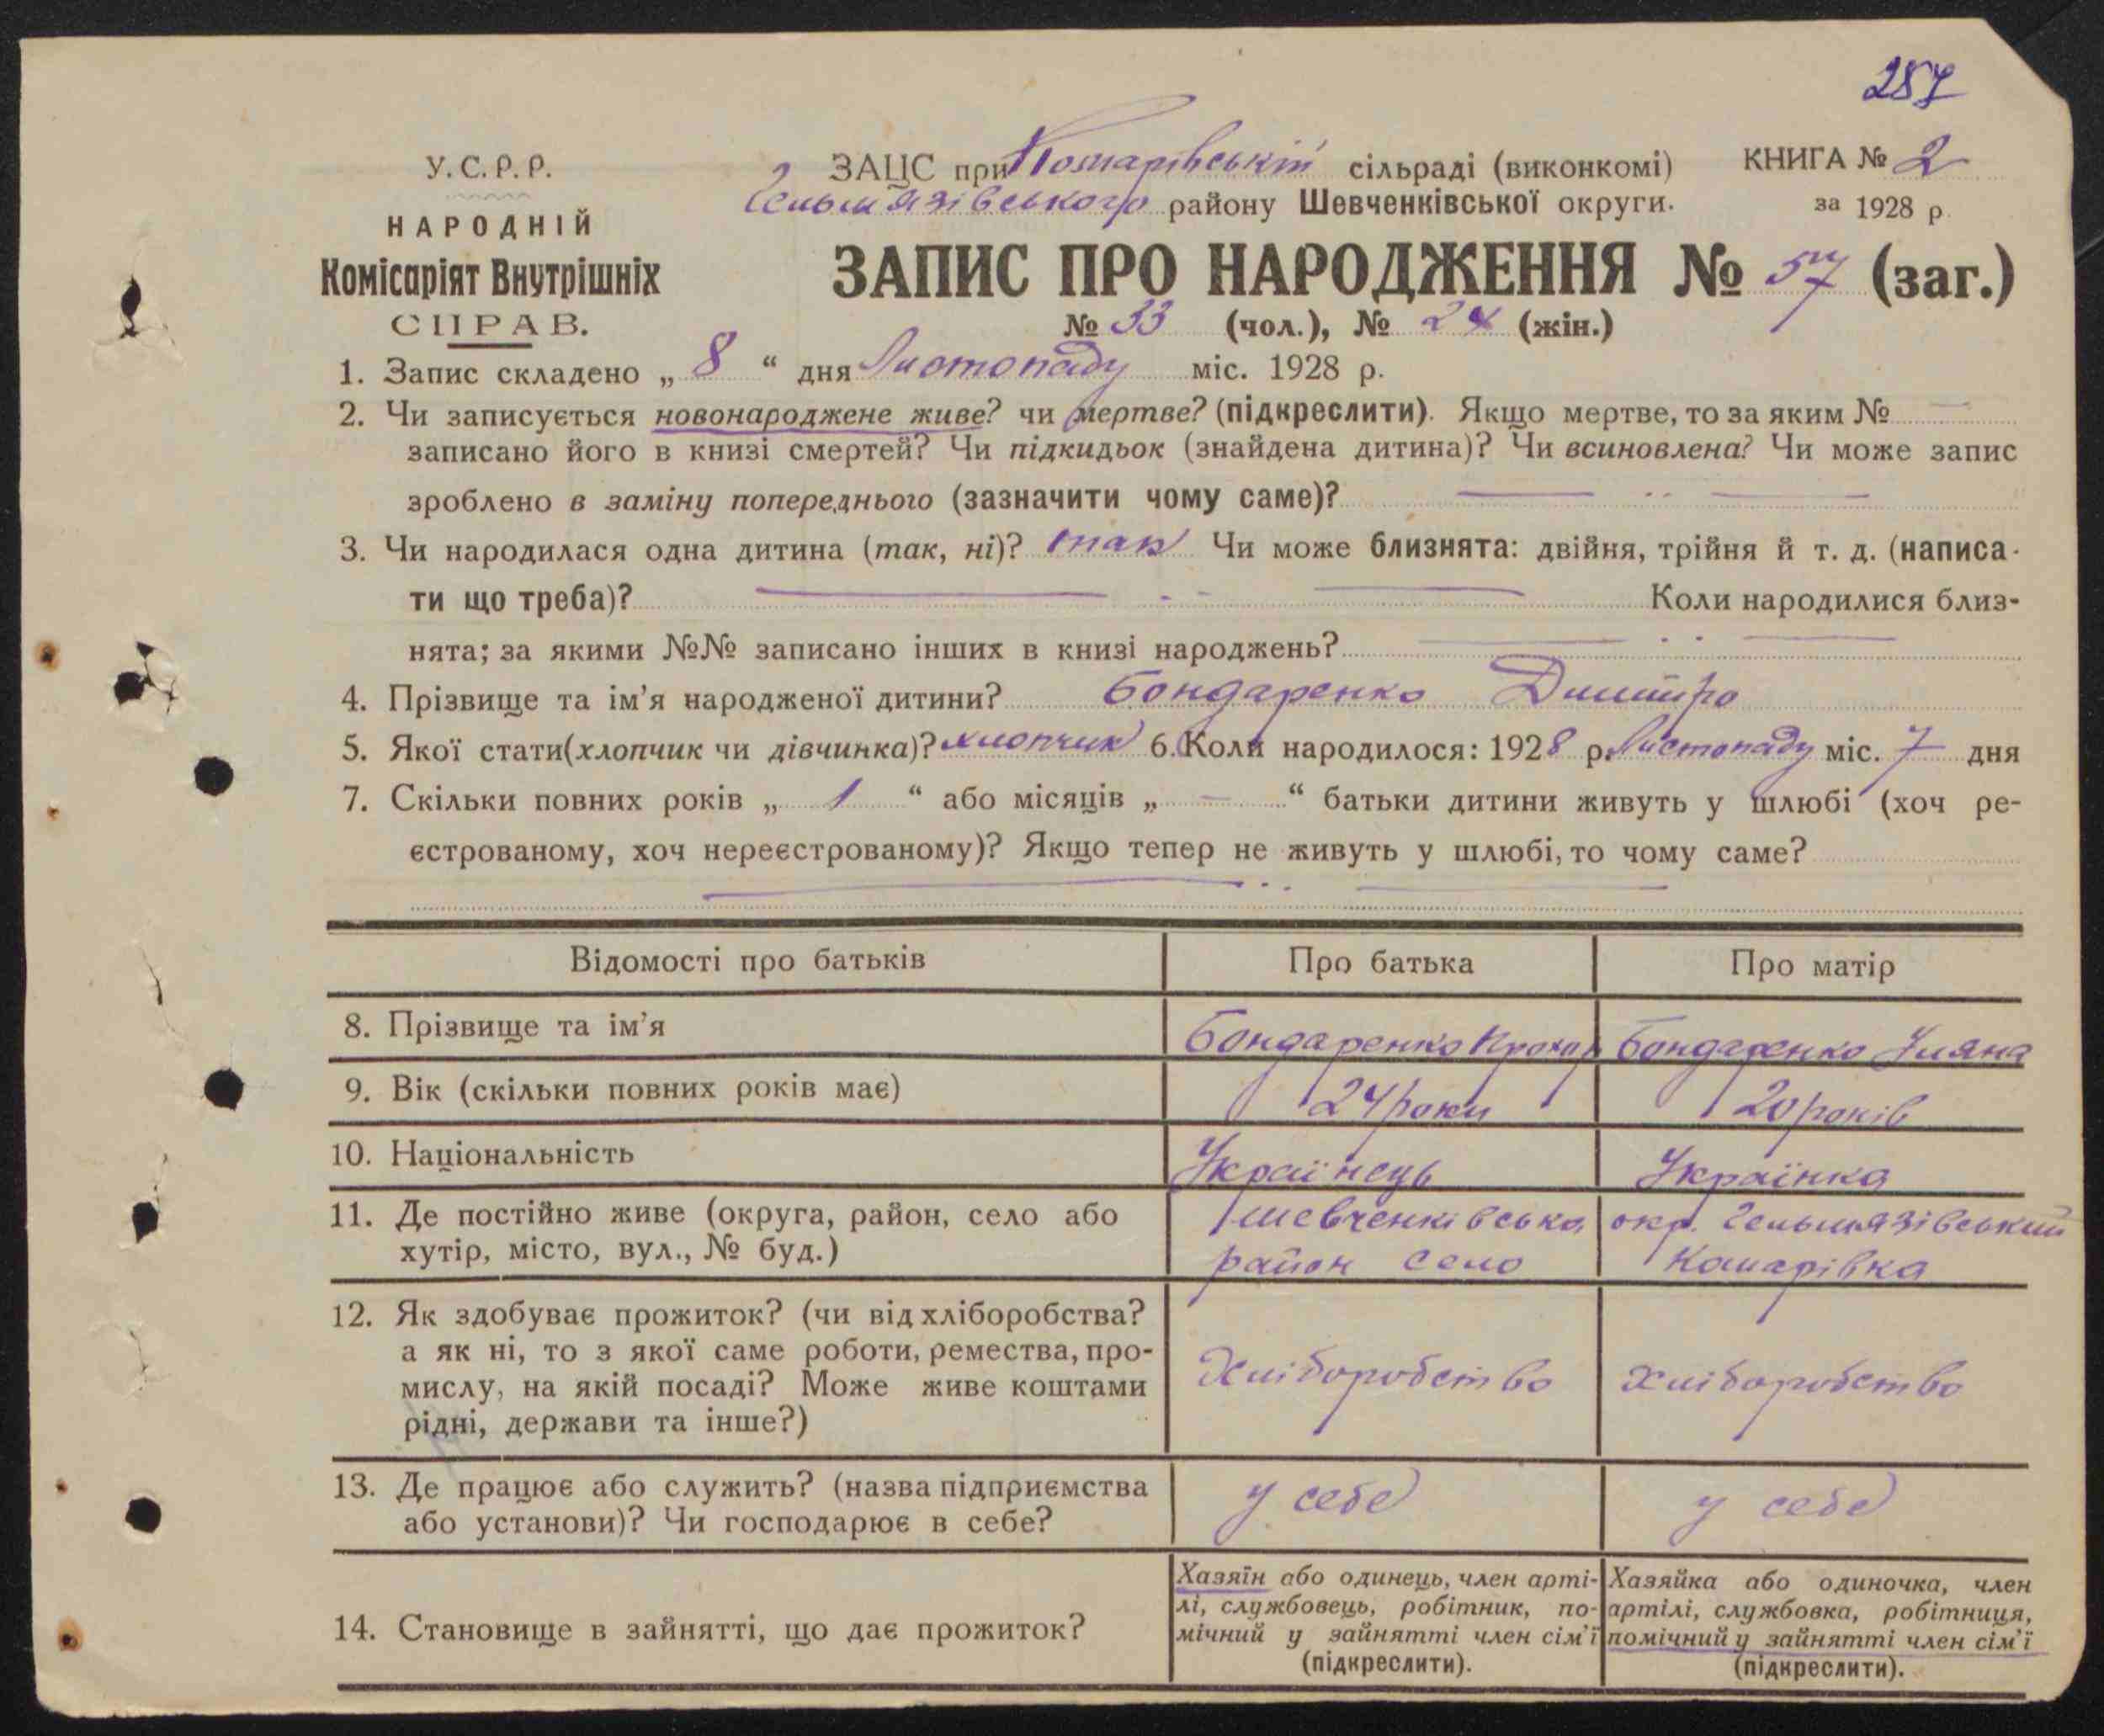 287
У.С.Р.Р.
НАРОДНІЙ
Комісаріят Внутрішніх
СПРАВ.
ЗАЦС при Комарівській сільраді (виконкомі) КНИГА № 2
Гельмязівського району Шевченківської округи. за 1928 р.
ЗАПИС ПРО НАРОДЖЕННЯ № 57 (заг.)
№ 33 (чол.), № 24 (жін.)
1. Запис складено „ 8 “ дня Листопаду міс. 1928 р.
2. Чи записується новонароджене живе? чи мертве? (підкреслити). Якщо мертве, то за яким № —
записано його в книзі смертей? Чи підкидьок (знайдена дитина)? Чи всиновлена? Чи може запис
зроблено в заміну попереднього (зазначити чому саме)?
3. Чи народилася одна дитина (так, ні)? так Чи може близнята: двійня, трійня й т. д. (написа-
ти що треба)? Коли народилися близ-
нята; за якими №№ записано інших в книзі народжень?
4. Прізвище та ім’я народженої дитини? Бондаренко Дмитро
5. Якої стати (хлопчик чи дівчинка)? хлопчик 6. Коли народилося: 1928 р. Листопаду міс. 7 дня
7. Скільки повних років „ 1 “ або місяців „ — “ батьки дитини живуть у шлюбі (хоч ре-
єстрованому, хоч нереєстрованому)? Якщо тепер не живуть у шлюбі, то чому саме?
Відомості про батьків Про батька Про матір
8. Прізвище та ім’я Бондаренко Прохор Бондаренко Уляна
9. Вік (скільки повних років має) 24 роки 20 років
10. Національність Українець Українка
11. Де постійно живе (округа, район, село або Шевченківська окр. Гельмязівський
хутір, місто, вул., № буд.) район село Комарівка
12. Як здобуває прожиток? (чи від хліборобства?
а як ні, то з якої саме роботи, ремества, про-
мислу, на якій посаді? Може живе коштами Хліборобство Хліборобство
рідні, держави та інше?)
13. Де працює або служить? (назва підприємства у себе у себе
або установи)? Чи господарює в себе?
14. Становище в зайнятті, що дає прожиток?
Хазяїн або одинець, член арті-
лі, службовець, робітник, по-
мічний у зайнятті член сім’ї
(підкреслити).
Хазяйка або одиночка, член
артілі, службовка, робітниця,
помічний у зайнятті член сім’ї
(підкреслити).